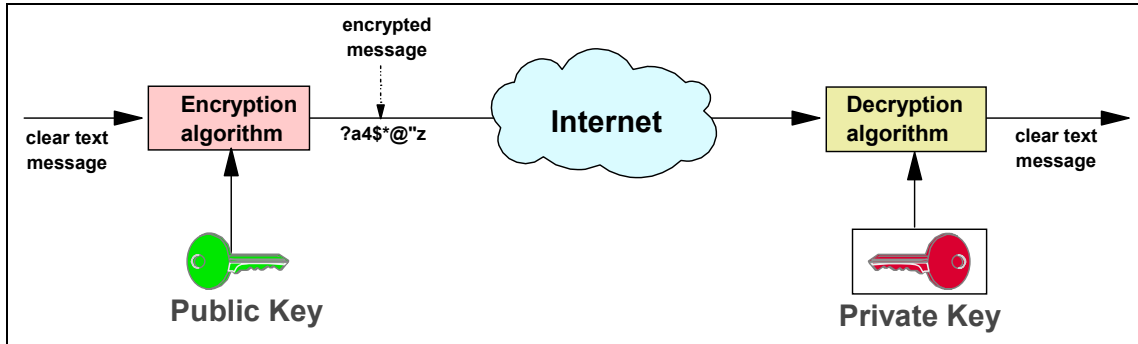 encrypted
message
clear text
message
Encryption
algorithm
?a4$*@"z
Internet
Decryption
algorithm
clear text
message
Public Key
Private Key